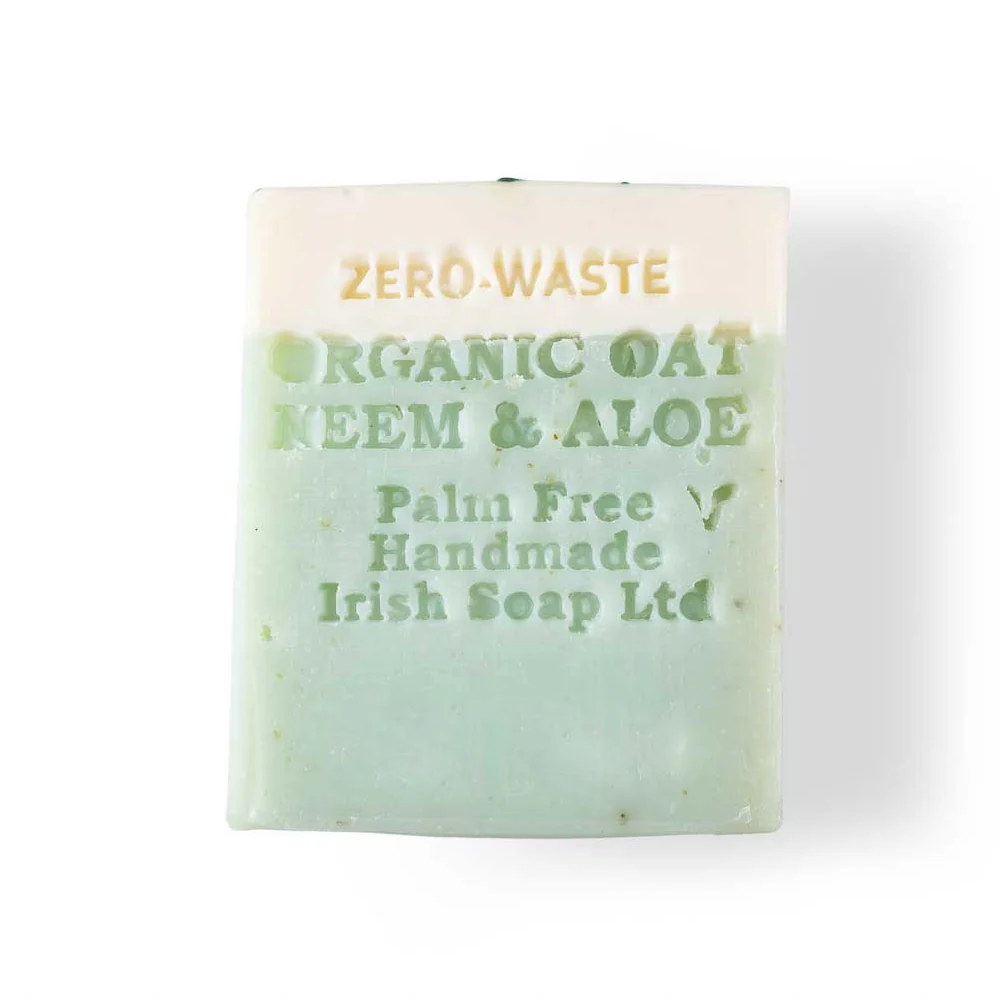 ZERO-WASTE
ORGANIC OAT
NEEM & ALOE
Palm Free V
Handmade
Irish Soap Ltd